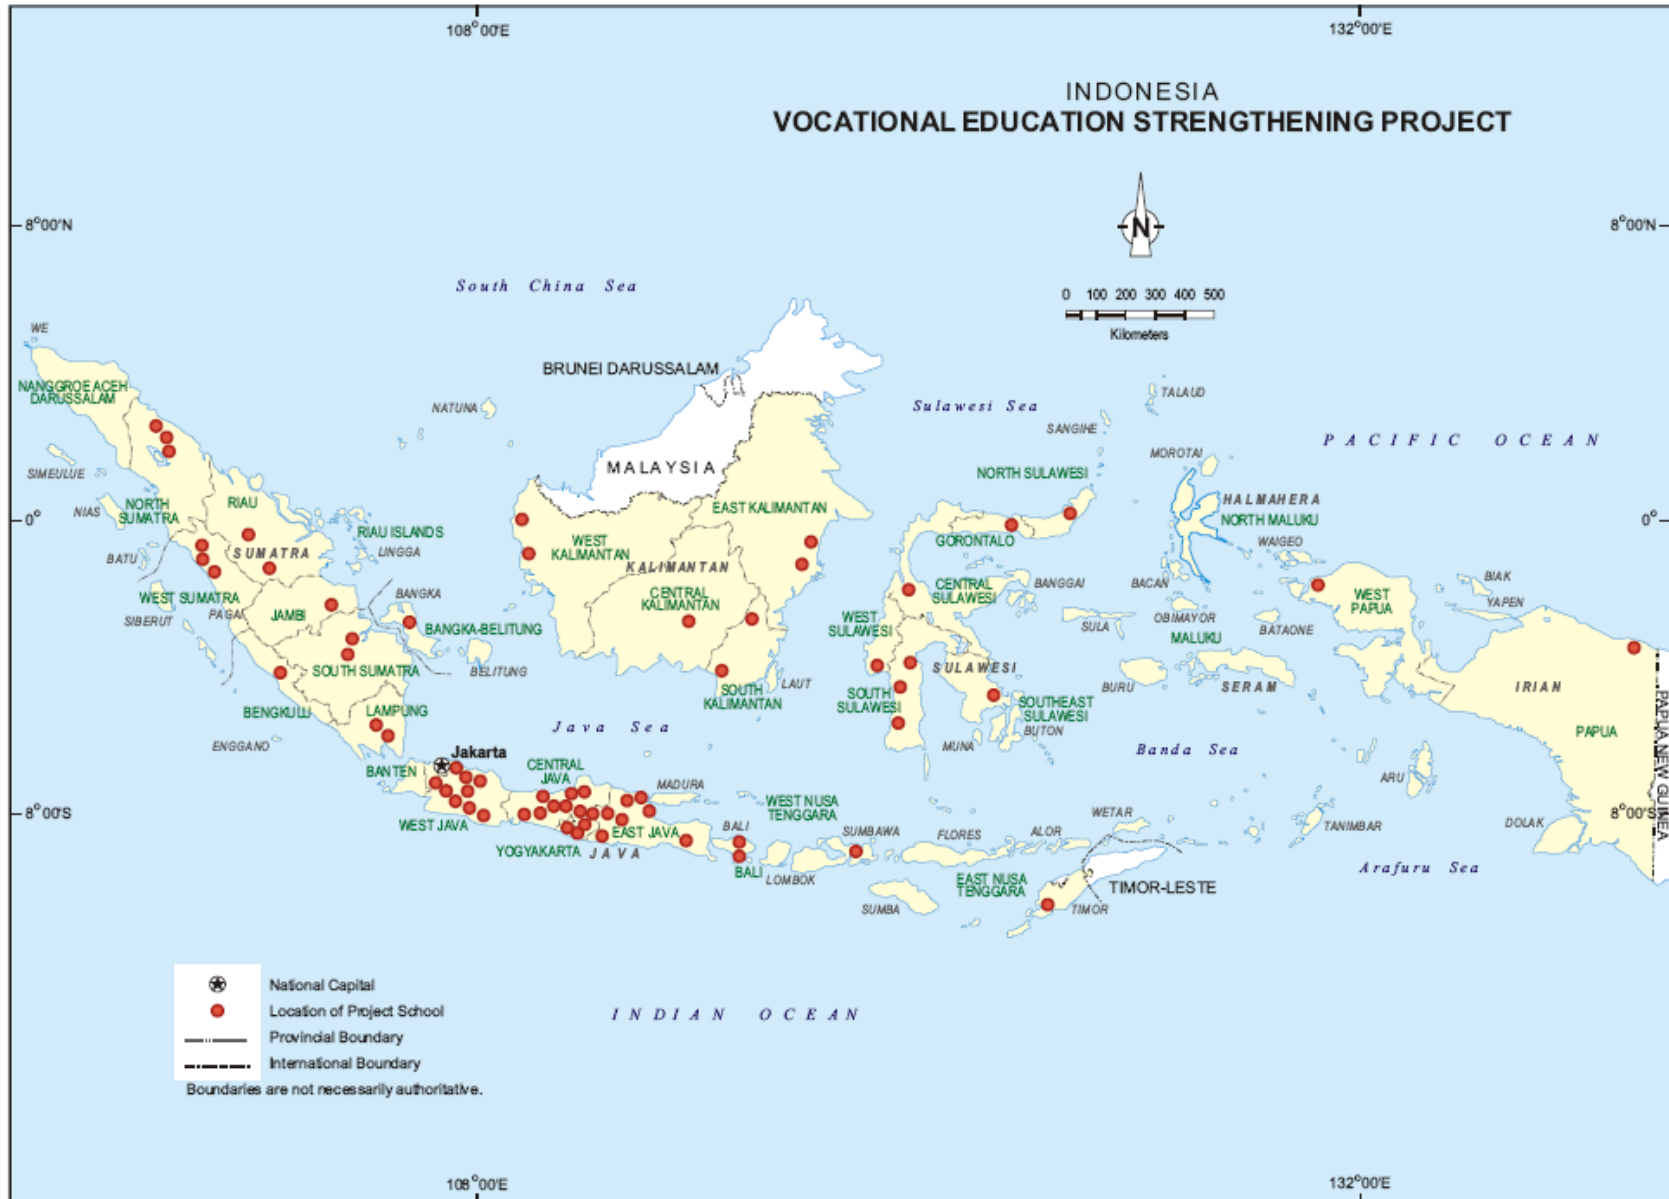 108°00'E
132°00'E
INDONESIA
VOCATIONAL EDUCATION STRENGTHENING PROJECT
N
8°00'N
8°00'N
South China Sea
0 100 200 300 400 500
Kilometers
WE
BRUNEI DARUSSALAM
NANGGROE ACEH
DARUSSALAM
NATUNA
Sulawesi Sea
TALAUD
SANGIHE
PACIFIC OCEAN
MOROTAI
SIMEULUE
MALAYSIA
NORTH SULAWESI
NIAS
NORTH
SUMATRA
RIAU
EAST KALIMANTAN
HALMAHERA
NORTH MALUKU
0°
0°
RIAU ISLANDS
LINGGA
WEST
KALIMANTAN
GORONTALO
WAIGEO
BATU
SUMATRA
KALIMANTAN
BANGGAI
BACAN
BIAK
YAPEN
WEST SUMATRA
PAGAI
JAMBI
BANGKA
CENTRAL
KALIMANTAN
CENTRAL
SULAWESI
WEST
PAPUA
SIBERUT
BANGKA-BELITUNG
WEST
SULAWESI
SULA
OBIMAYOR
MALUKU
BATAONE
SOUTH SUMATRA
BELITUNG
SULAWESI
LAUT
SOUTH
KALIMANTAN
SOUTH
SULAWESI
BURU
SERAM
IRIAN
BENGKULU
LAMPUNG
SOUTHEAST
SULAWESI
BUTON
MUNA
ENGGANO
Java Sea
Banda Sea
PAPUA
PAPUA NEW GUINEA
Jakarta
BANTEN
CENTRAL
JAVA
MADURA
ARU
WEST NUSA
TENGGARA
WETAR
8°00'S
8°00'S
WEST JAVA
TANIMBAR
DOLAK
EAST JAVA
BALI
SUMBAWA
FLORES
ALOR
YOGYAKARTA
JAVA
BALI
LOMBOK
Arafuru Sea
EAST NUSA
TENGGARA
TIMOR-LESTE
SUMBA
TIMOR
National Capital
Location of Project School
Provincial Boundary
International Boundary
Boundaries are not necessarily authoritative.
INDIAN OCEAN
108°00'E
132°00'E